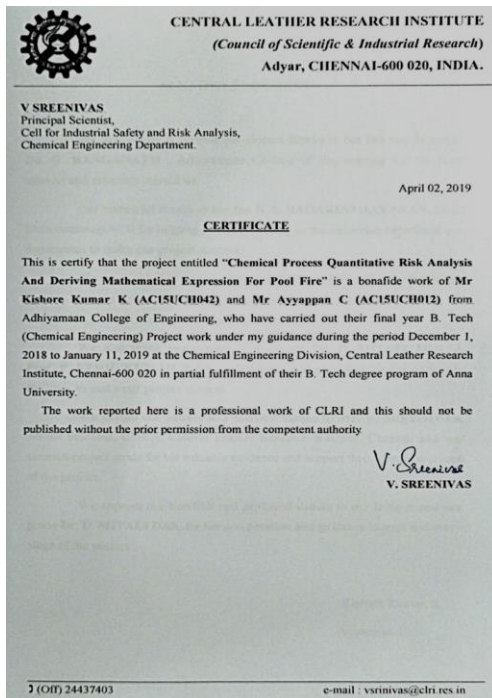 CENTRAL LEATHER RESEARCH INSTITUTE
(Council of Scientific & Industrial Research)
Adyar, CHENNAI-600 020, INDIA.
V SREENIVAS
Principal Scientist,
Cell for Industrial Safety and Risk Analysis,
Chemical Engineering Department.
April 02, 2019
CERTIFICATE
This is certify that the project entitled "Chemical Process Quantitative Risk Analysis
And Deriving Mathematical Expression For Pool Fire" is a bonafide work of Mr
Kishore Kumar K (AC15UCH042) and Mr Ayyappan C (AC15UCH012) from
Adhiyamaan College of Engineering, who have carried out their final year B. Tech
(Chemical Engineering) Project work under my guidance during the period December 1,
2018 to January 11, 2019 at the Chemical Engineering Division, Central Leather Research
Institute, Chennai-600 020 in partial fulfillment of their B. Tech degree program of Anna
University.
The work reported here is a professional work of CLRI and this should not be
published without the prior permission from the competent authority.
V. Sreenivas
V. SREENIVAS
(Off) 24437403 e-mail : vsrinivas@clri.res.in